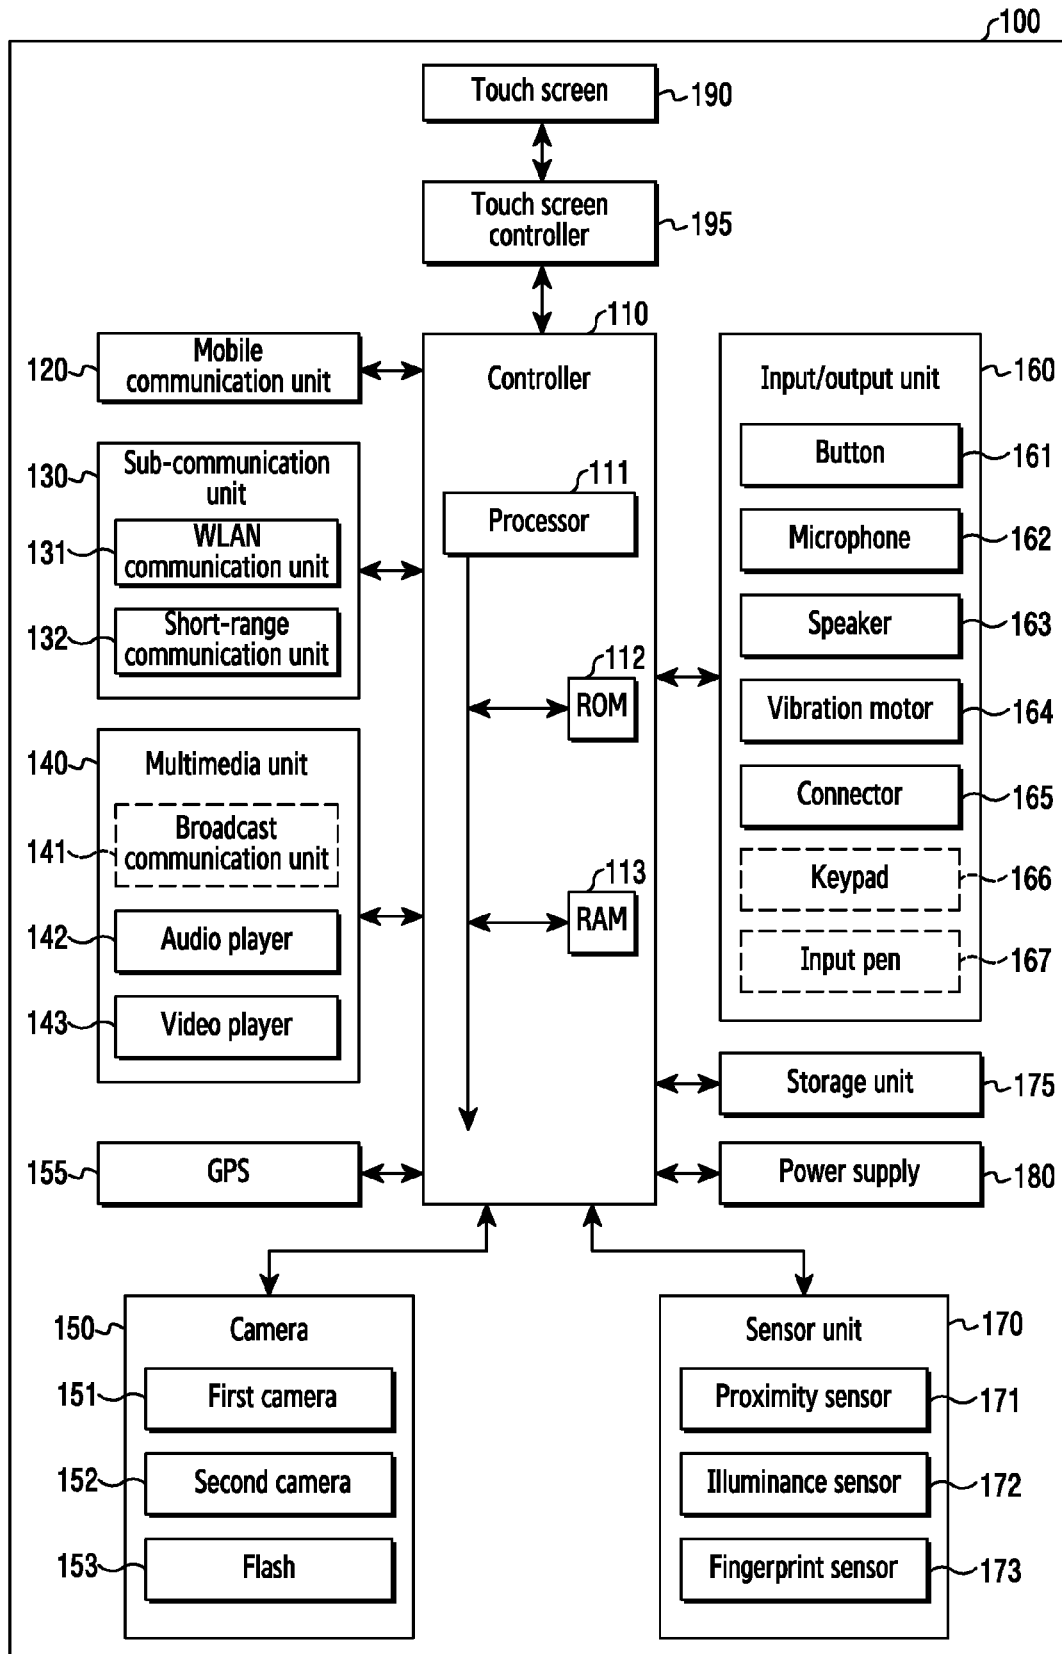 100
Touch screen
190
Touch screen
controller
195
110
Controller
Mobile
communication unit
120
Sub-communication
unit
130
WLAN
communication unit
131
Short-range
communication unit
132
111
Processor
112
ROM
113
RAM
Input/output unit
160
Button
161
Microphone
162
Speaker
163
Vibration motor
164
Connector
165
Keypad
166
Input pen
167
140
Multimedia unit
141
Broadcast
communication unit
142
Audio player
143
Video player
Storage unit
175
155
GPS
Power supply
180
150
Camera
151
First camera
152
Second camera
153
Flash
Sensor unit
170
Proximity sensor
171
Illuminance sensor
172
Fingerprint sensor
173